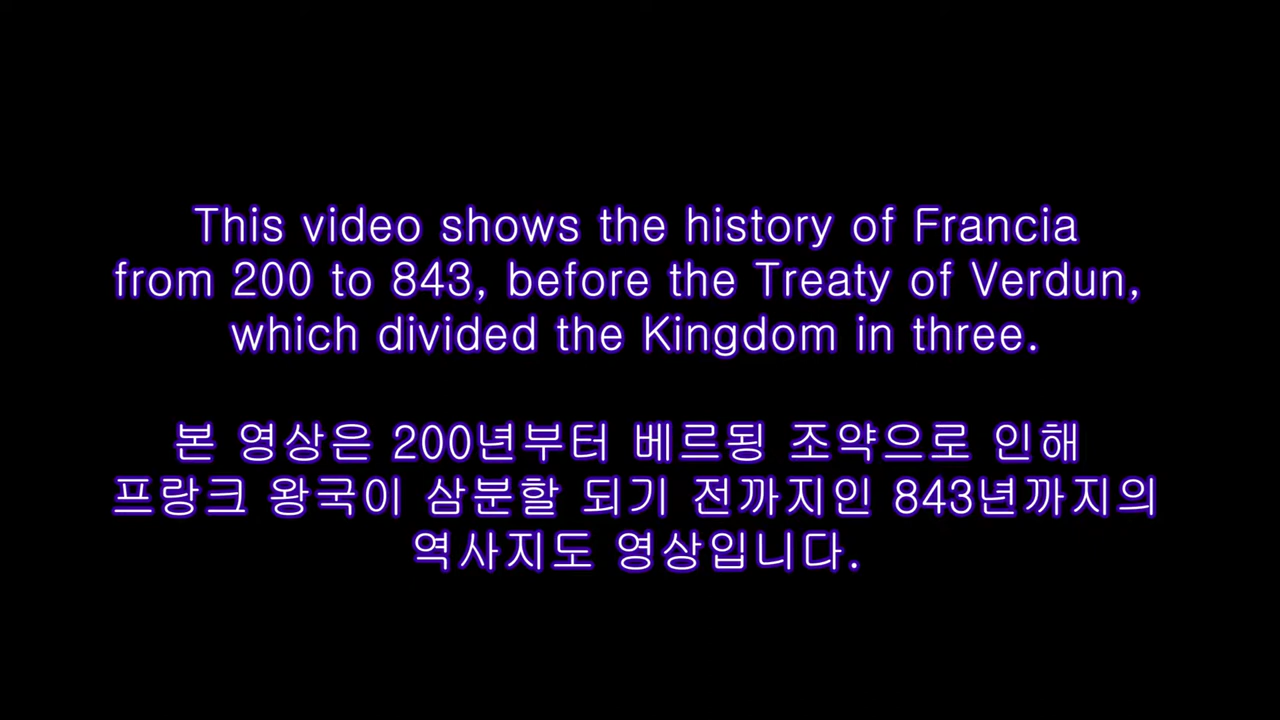 This video shows the history of Francia
from 200 to 843, before the Treaty of Verdun,
which divided the Kingdom in three.
본 영상은 200년부터 베르됭 조약으로 인해
프랑크 왕국이 삼분할 되기 전까지인 843년까지의
역사지도 영상입니다.